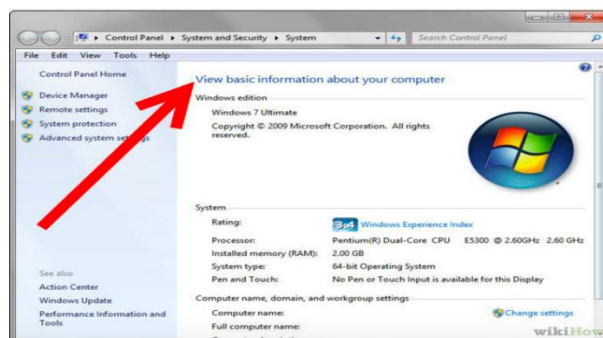 Control Panel ▸ System and Security ▸ System
Search Control Panel
File Edit View Tools Help
Control Panel Home
Device Manager
Remote settings
System protection
Advanced system
See also
Action Center
Windows Update
Performance Information and
Tools
View basic information about your computer
Windows edition
Windows 7 Ultimate
Copyright © 2009 Microsoft Corporation. All rights
reserved.
System
Rating: 3,4 Windows Experience Index
Processor: Pentium(R) Dual-Core CPU E5300 @ 2.60GHz 2.60 GHz
Installed memory (RAM): 2.00 GB
System type: 64-bit Operating System
Pen and Touch: No Pen or Touch Input is available for this Display
Computer name, domain, and workgroup settings
Computer name:
Change settings
Full computer name:
wikiHow